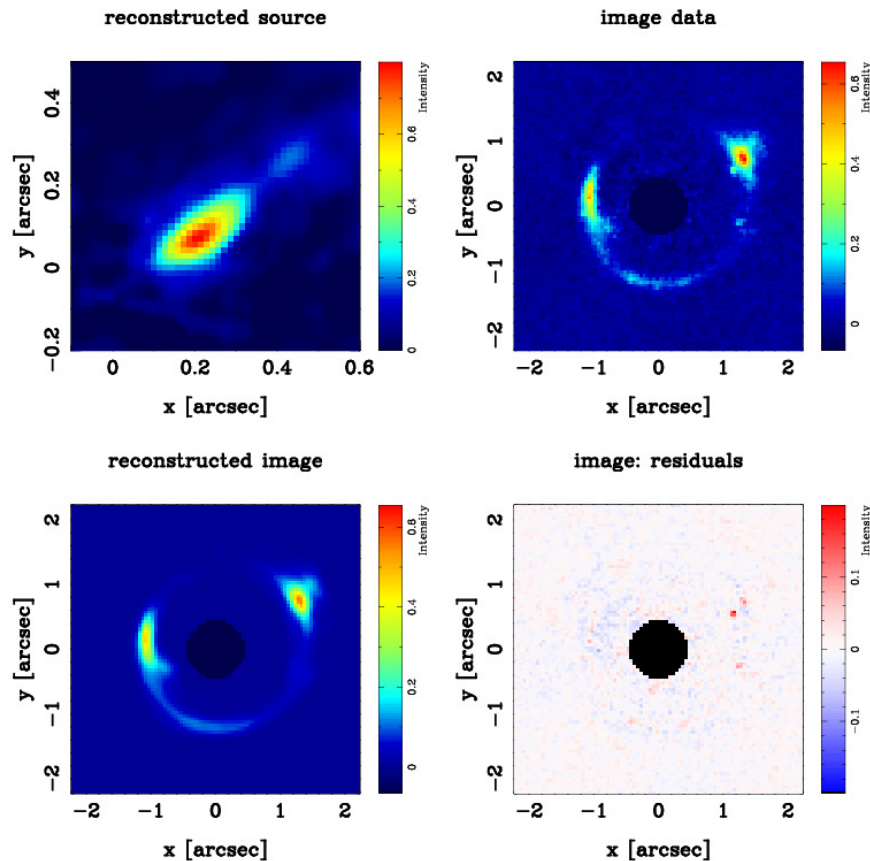 reconstructed source
0.4
0.2
0
−0.2
y [arcsec]
0 0.2 0.4 0.6
x [arcsec]
Intensity
0.6
0.4
0.2
0
image data
2
1
0
−1
−2
y [arcsec]
−2 −1 0 1 2
x [arcsec]
Intensity
0.6
0.4
0.2
0
reconstructed image
2
1
0
−1
−2
y [arcsec]
−2 −1 0 1 2
x [arcsec]
Intensity
0.8
0.6
0.4
0.2
0
image: residuals
2
1
0
−1
−2
y [arcsec]
−2 −1 0 1 2
x [arcsec]
Intensity
0.1
0
−0.1